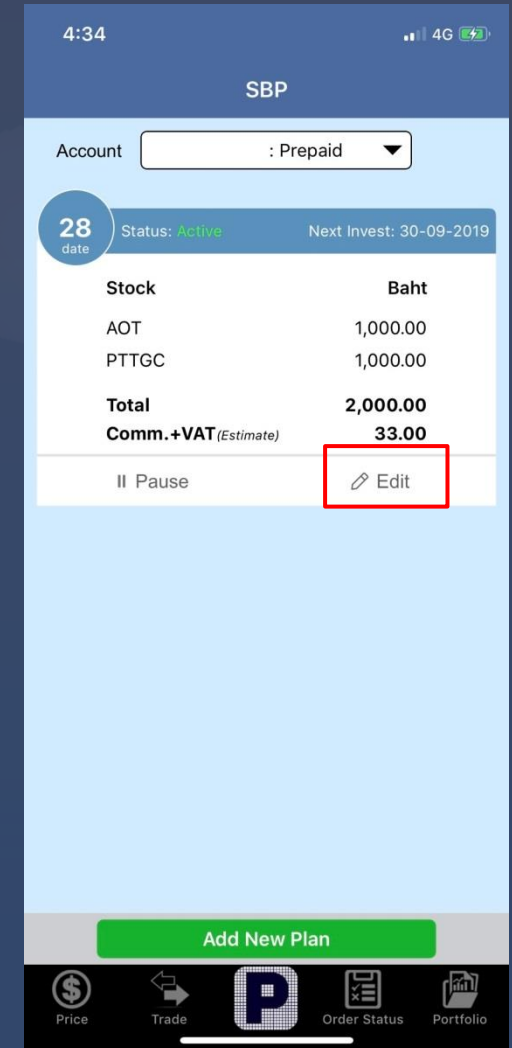 4:34 4G
SBP
Account : Prepaid
28 date Status: Active Next Invest: 30-09-2019
Stock Baht
AOT 1,000.00
PTTGC 1,000.00
Total 2,000.00
Comm.+VAT(Estimate) 33.00
Pause Edit
Add New Plan
P
Price Trade Order Status Portfolio